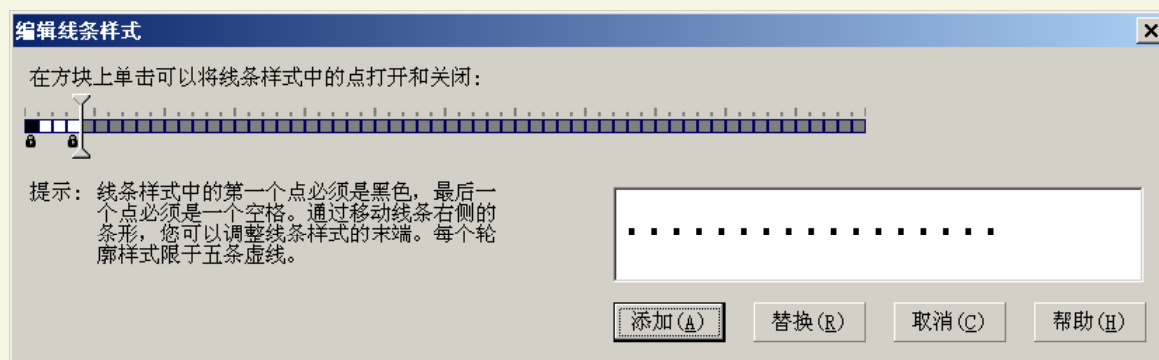 编辑线条样式
在方块上单击可以将线条样式中的点打开和关闭:
提示: 线条样式中的第一个点必须是黑色，最后一
个点必须是一个空格。通过移动线条右侧的
条形，您可以调整线条样式的末端。每个轮
廓样式限于五条虚线。
添加(A) 替换(R) 取消(C) 帮助(H)